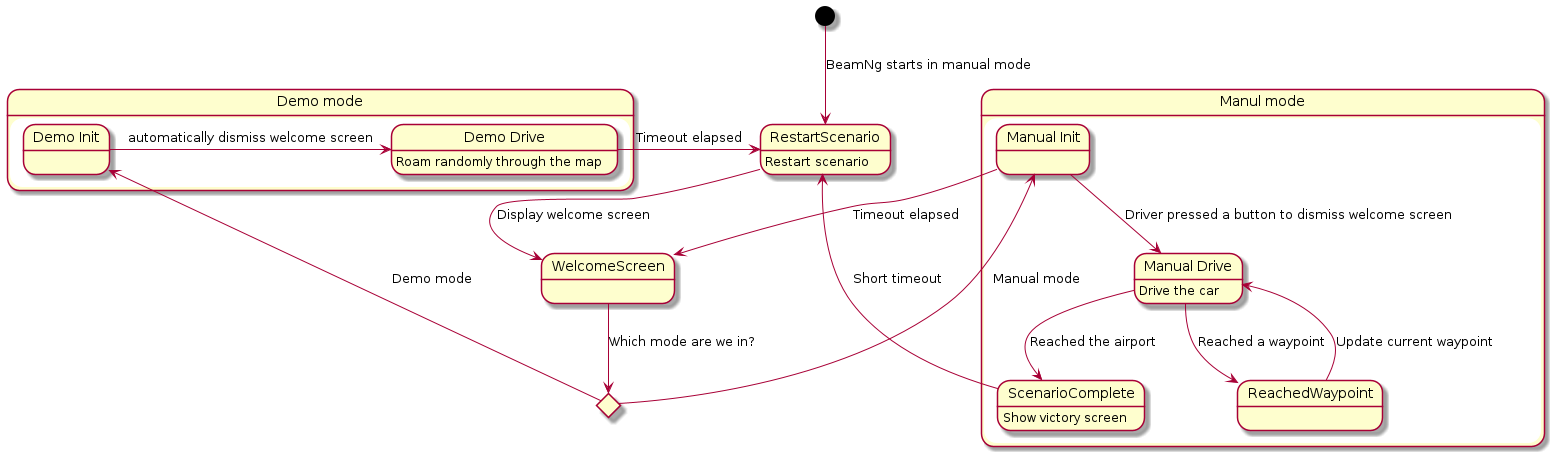 BeamNg starts in manual mode
Demo mode
Manul mode
Demo Init
automatically dismiss welcome screen
Demo Drive
Roam randomly through the map
Timeout elapsed
RestartScenario
Restart scenario
Manual Init
Display welcome screen
Timeout elapsed
Driver pressed a button to dismiss welcome screen
WelcomeScreen
Manual Drive
Drive the car
Demo mode
Short timeout
Manual mode
Which mode are we in?
Reached the airport
Reached a waypoint
Update current waypoint
ScenarioComplete
Show victory screen
ReachedWaypoint